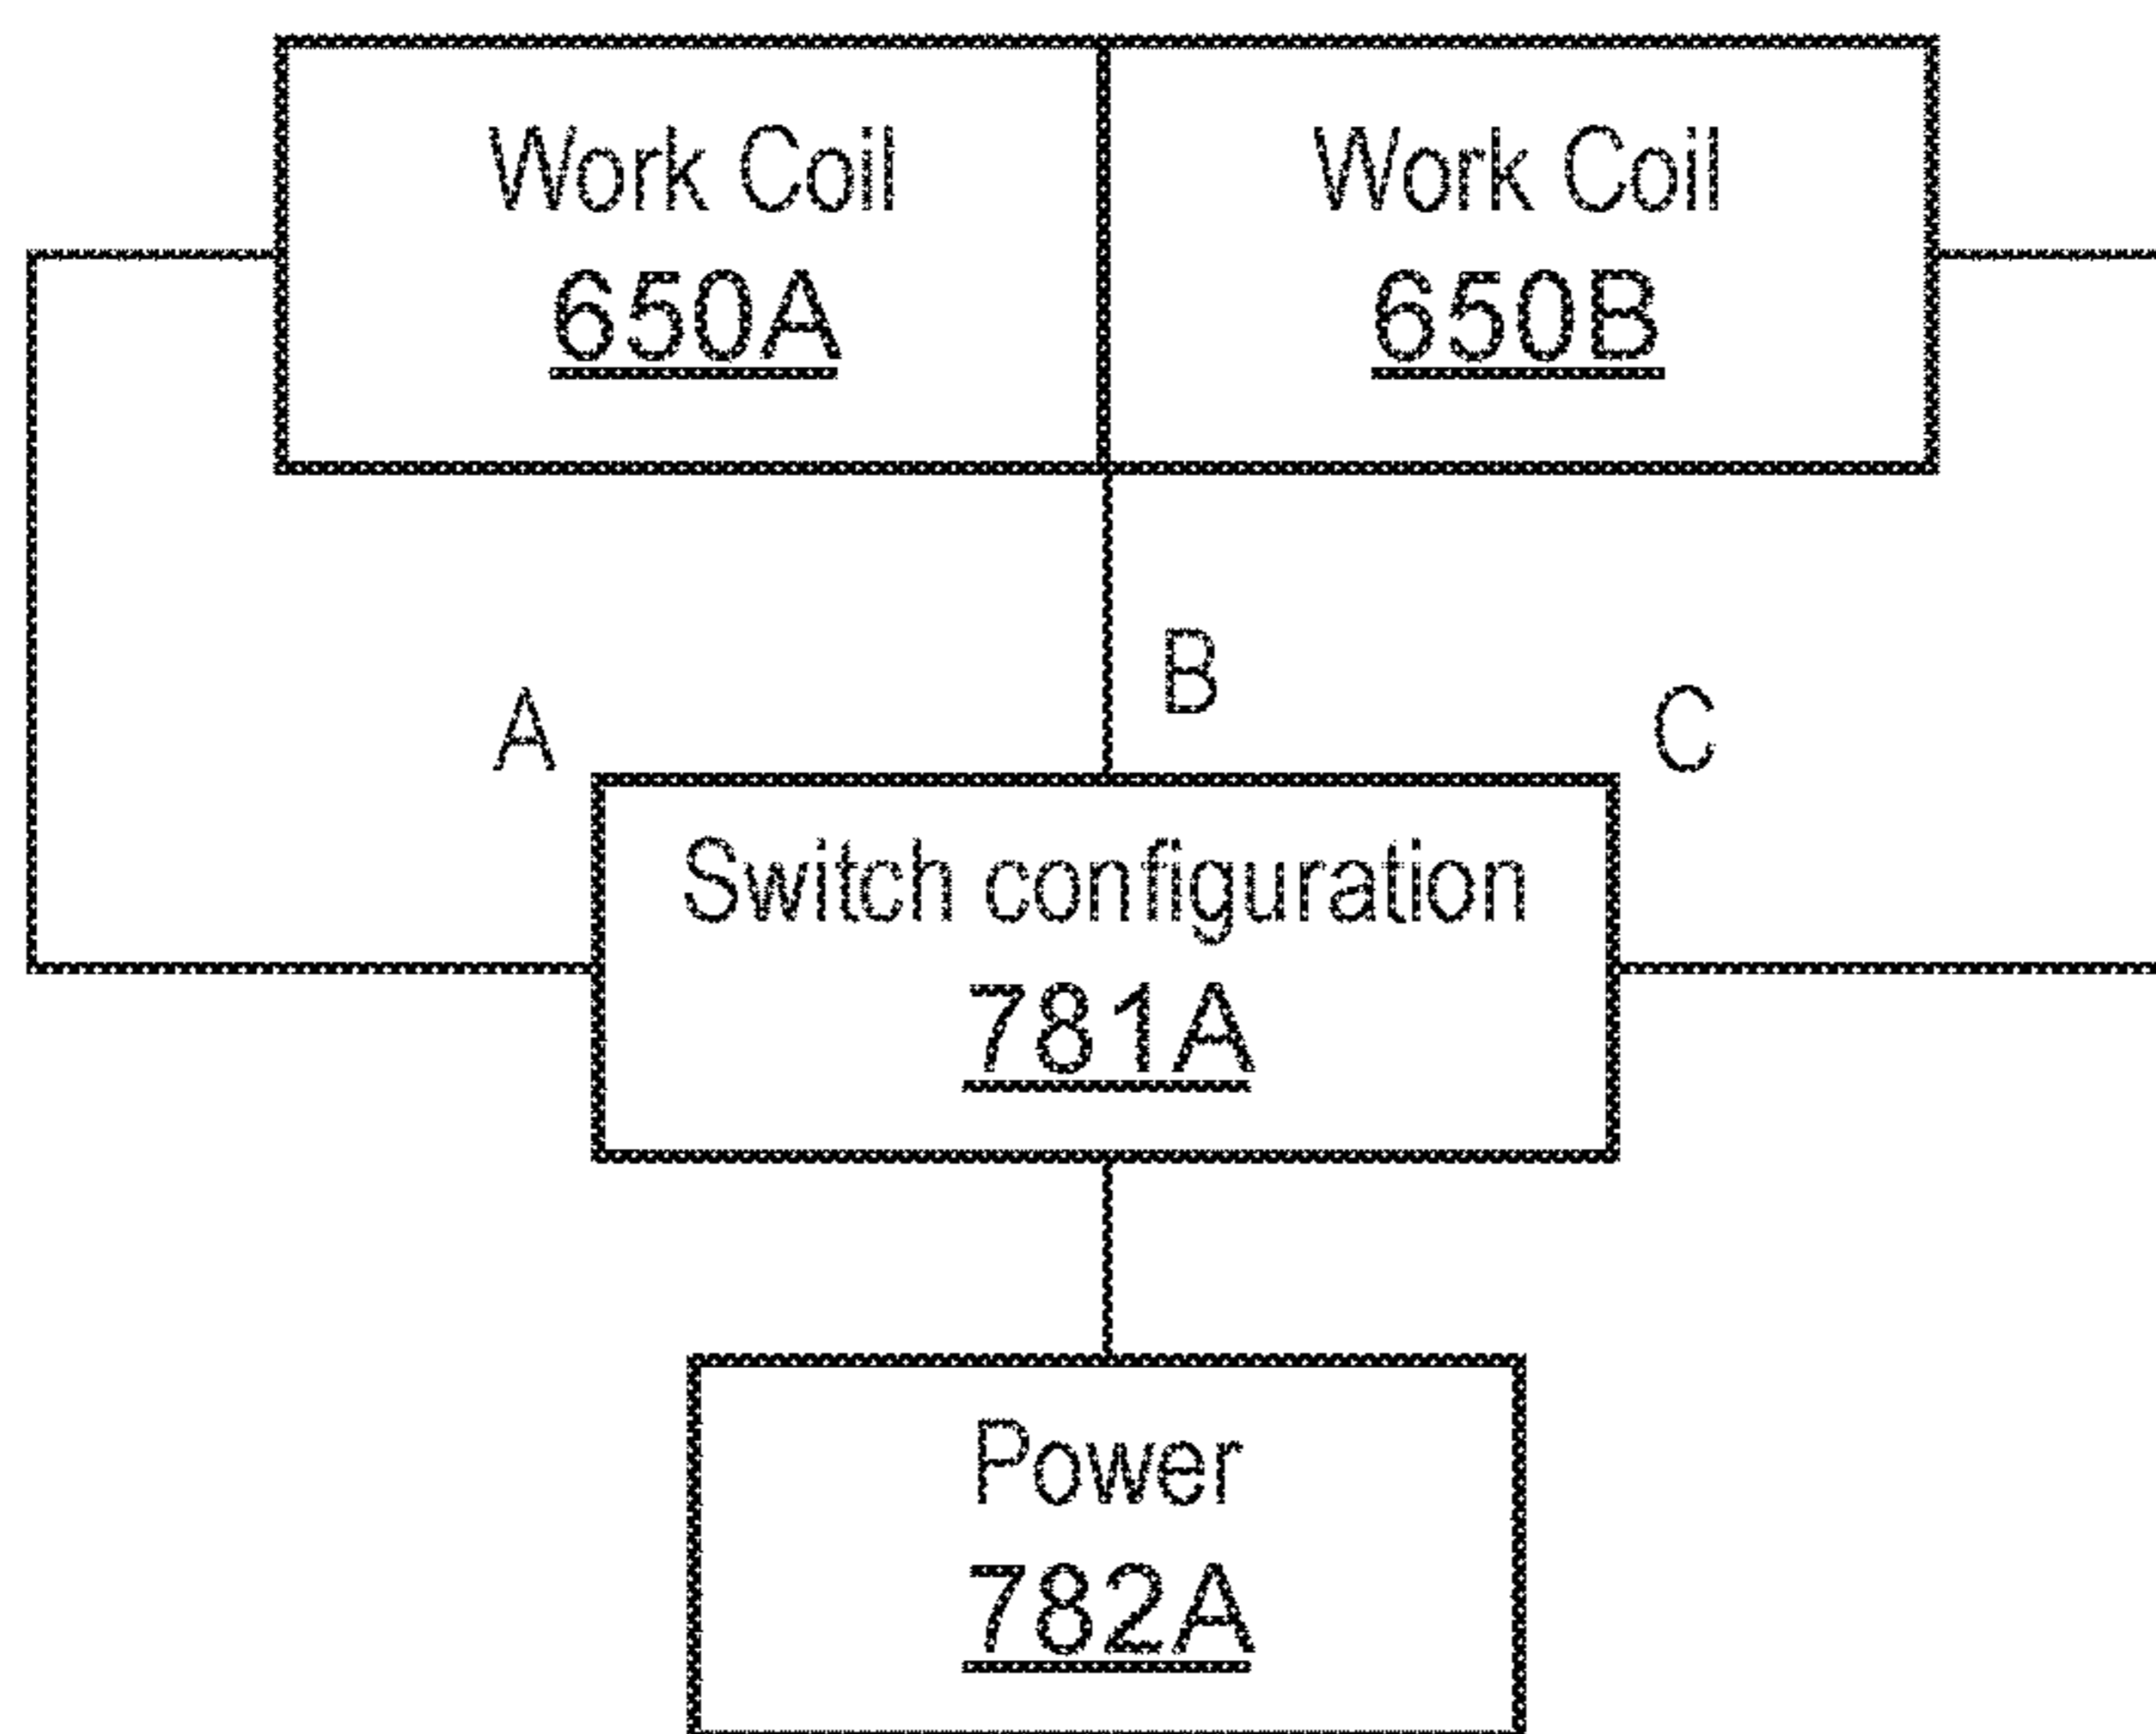 Work Coil
650A
Work Coil
650B
B
A
C
Switch configuration
781A
Power
782A